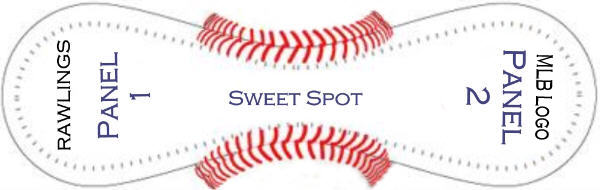 RAWLINGS
PANEL
1
SWEET SPOT
MLB LOGO
PANEL
2